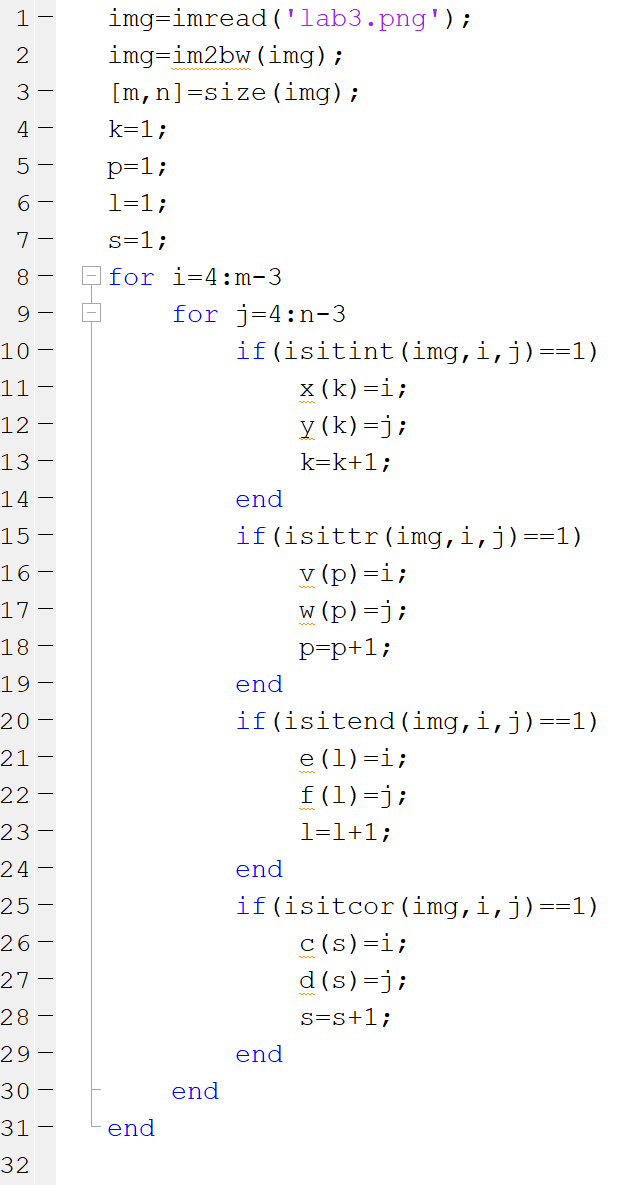 1 − img=imread('lab3.png');
2 img=im2bw(img);
3 − [m,n]=size(img);
4 − k=1;
5 − p=1;
6 − l=1;
7 − s=1;
8 − for i=4:m-3
9 − for j=4:n-3
10 − if(isitint(img,i,j)==1)
11 − x(k)=i;
12 − y(k)=j;
13 − k=k+1;
14 − end
15 − if(isittr(img,i,j)==1)
16 − v(p)=i;
17 − w(p)=j;
18 − p=p+1;
19 − end
20 − if(isitend(img,i,j)==1)
21 − e(l)=i;
22 − f(l)=j;
23 − l=l+1;
24 − end
25 − if(isitcor(img,i,j)==1)
26 − c(s)=i;
27 − d(s)=j;
28 − s=s+1;
29 − end
30 − end
31 − end
32